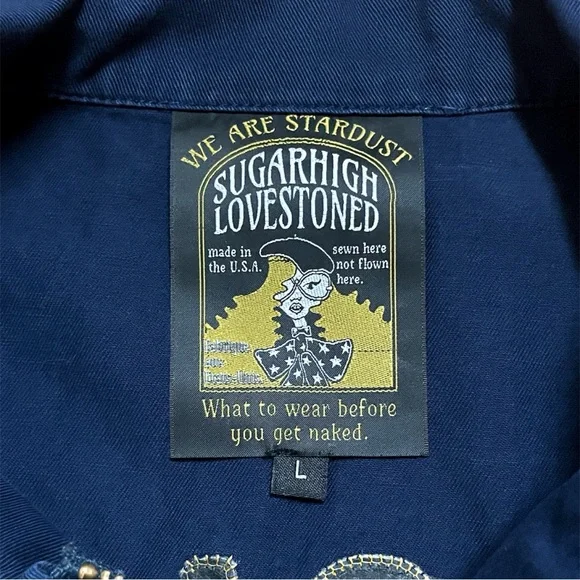 WE ARE STARDUST
SUGARHIGH
LOVESTONED
made in
the U.S.A.
sewn here
not flown
here.
What to wear before
you get naked.
L